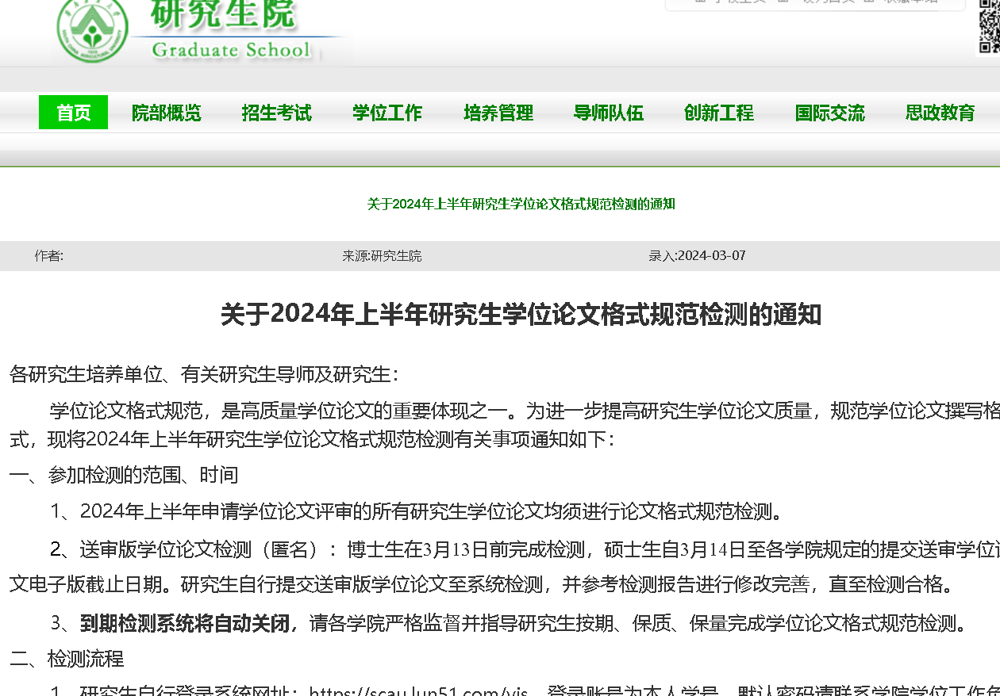 研究生院
Graduate School
首页 院部概览 招生考试 学位工作 培养管理 导师队伍 创新工程 国际交流 思政教育
关于2024年上半年研究生学位论文格式规范检测的通知
作者: 来源:研究生院 录入:2024-03-07
关于2024年上半年研究生学位论文格式规范检测的通知
各研究生培养单位、有关研究生导师及研究生：
学位论文格式规范，是高质量学位论文的重要体现之一。为进一步提高研究生学位论文质量，规范学位论文撰写格
式，现将2024年上半年研究生学位论文格式规范检测有关事项通知如下：
一、参加检测的范围、时间
1、2024年上半年申请学位论文评审的所有研究生学位论文均须进行论文格式规范检测。
2、送审版学位论文检测（匿名）：博士生在3月13日前完成检测，硕士生自3月14日至各学院规定的提交送审学位论
文电子版截止日期。研究生自行提交送审版学位论文至系统检测，并参考检测报告进行修改完善，直至检测合格。
3、到期检测系统将自动关闭，请各学院严格监督并指导研究生按期、保质、保量完成学位论文格式规范检测。
二、检测流程
1、研究生自行登录系统网址：https://scau.lun51.com/yjs，登录账号为本人学号，默认密码请联系学院学位工作负